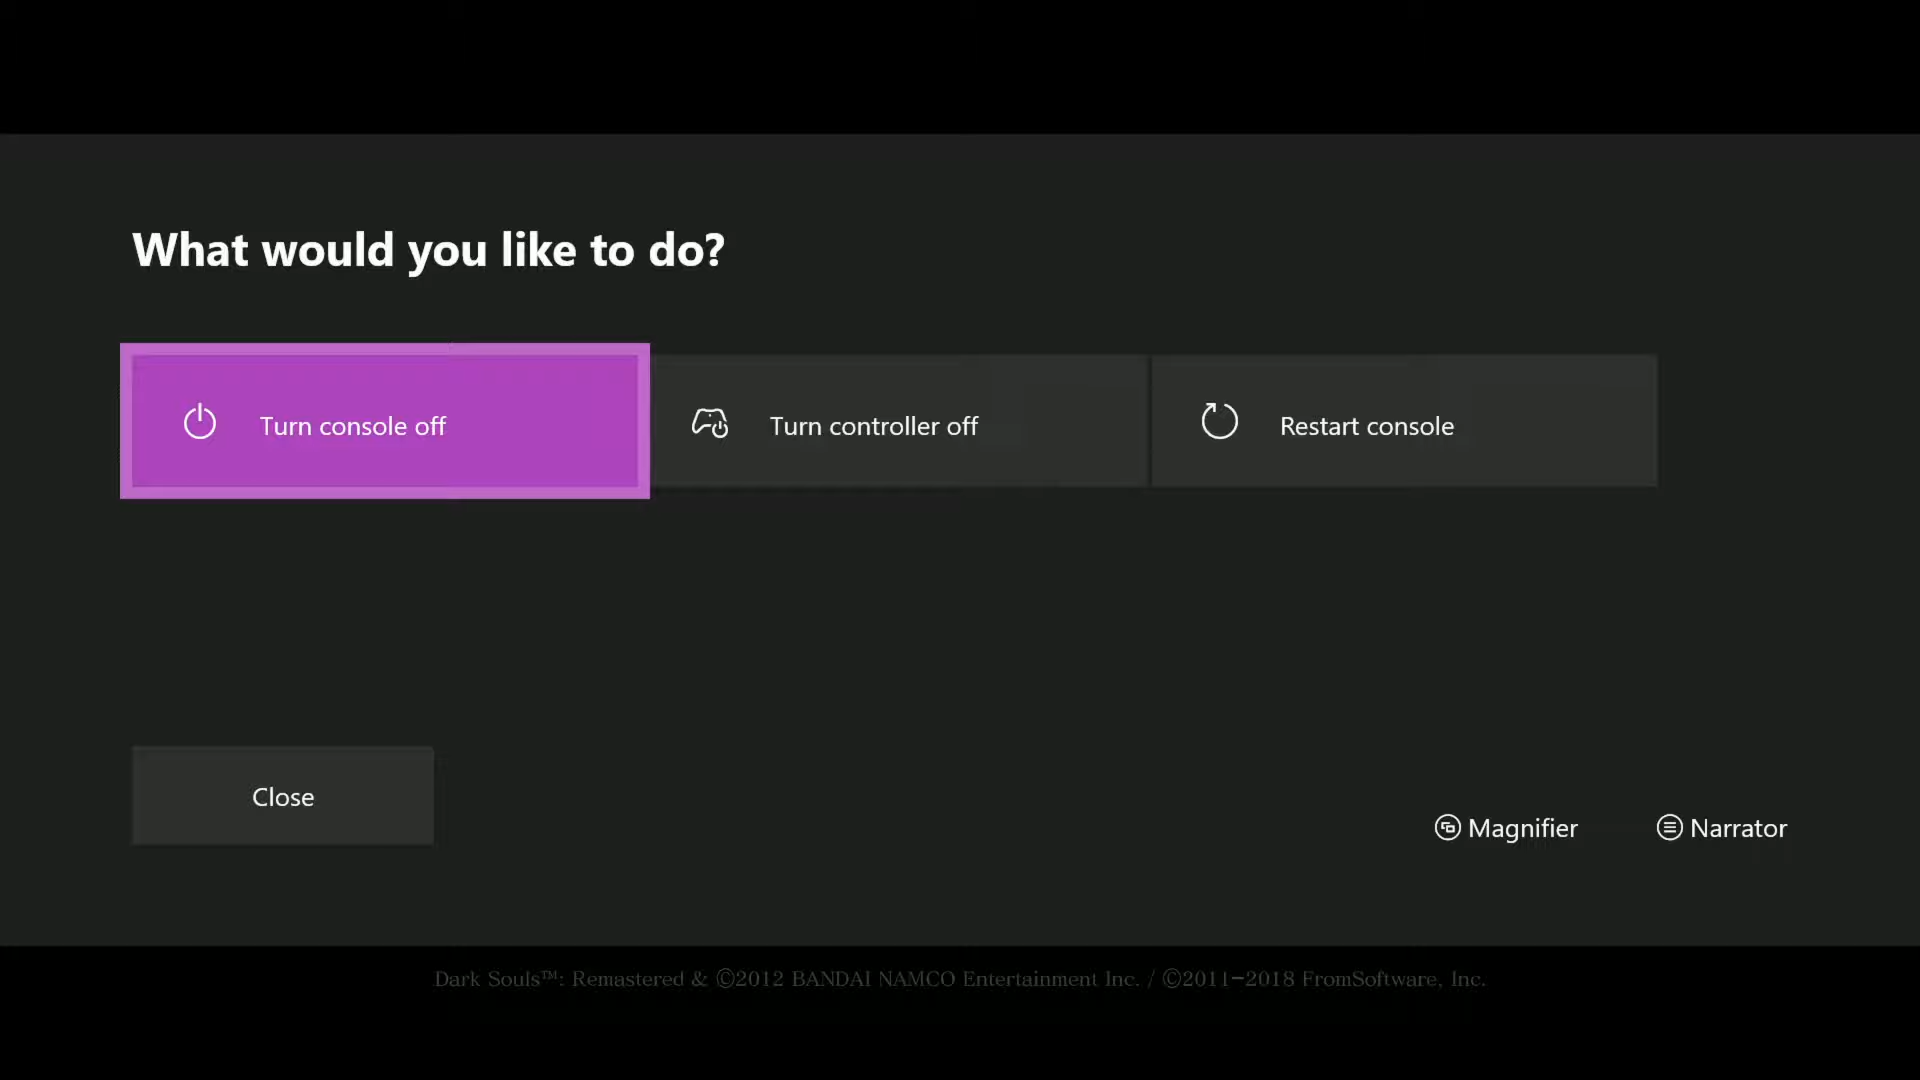 What would you like to do?
Turn console off
Turn controller off
Restart console
Close
Magnifier
Narrator
Dark Souls™: Remastered & ©2012 BANDAI NAMCO Entertainment Inc. / ©2011-2018 FromSoftware, Inc.